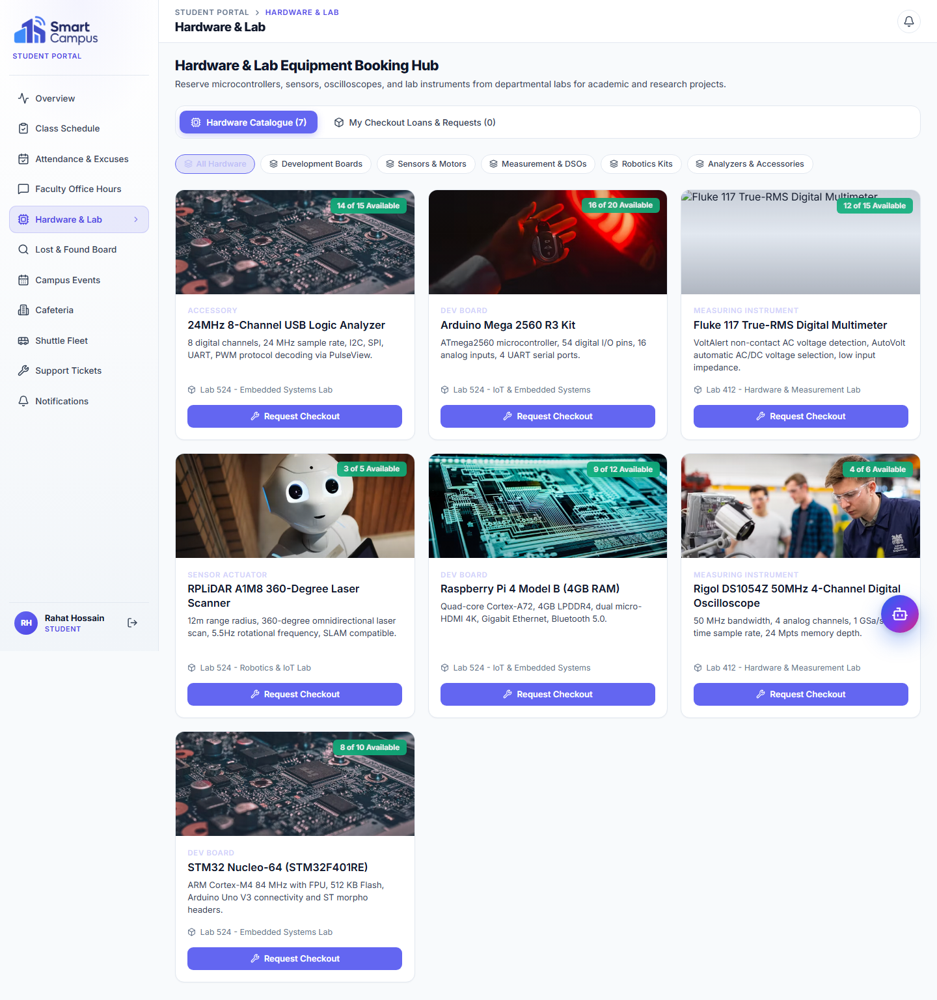 Smart
Campus
STUDENT PORTAL
Overview
Class Schedule
Attendance & Excuses
Faculty Office Hours
Hardware & Lab
Lost & Found Board
Campus Events
Cafeteria
Shuttle Fleet
Support Tickets
Notifications
RH
Rahat Hossain
STUDENT
STUDENT PORTAL > HARDWARE & LAB
Hardware & Lab
Hardware & Lab Equipment Booking Hub
Reserve microcontrollers, sensors, oscilloscopes, and lab instruments from departmental labs for academic and research projects.
Hardware Catalogue (7)
My Checkout Loans & Requests (0)
All Hardware
Development Boards
Sensors & Motors
Measurement & DSOs
Robotics Kits
Analyzers & Accessories
14 of 15 Available
ACCESSORY
24MHz 8-Channel USB Logic Analyzer
8 digital channels, 24 MHz sample rate, I2C, SPI,
UART, PWM protocol decoding via PulseView.
Lab 524 - Embedded Systems Lab
Request Checkout
16 of 20 Available
DEV BOARD
Arduino Mega 2560 R3 Kit
ATmega2560 microcontroller, 54 digital I/O pins, 16
analog inputs, 4 UART serial ports.
Lab 524 - IoT & Embedded Systems
Request Checkout
Fluke 117 True-RMS Digital Multimeter
12 of 15 Available
MEASURING INSTRUMENT
Fluke 117 True-RMS Digital Multimeter
VoltAlert non-contact AC voltage detection, AutoVolt
automatic AC/DC voltage selection, low input
impedance.
Lab 412 - Hardware & Measurement Lab
Request Checkout
3 of 5 Available
SENSOR ACTUATOR
RPLiDAR A1M8 360-Degree Laser
Scanner
12m range radius, 360-degree omnidirectional laser
scan, 5.5Hz rotational frequency, SLAM compatible.
Lab 524 - Robotics & IoT Lab
Request Checkout
9 of 12 Available
DEV BOARD
Raspberry Pi 4 Model B (4GB RAM)
Quad-core Cortex-A72, 4GB LPDDR4, dual micro-
HDMI 4K, Gigabit Ethernet, Bluetooth 5.0.
Lab 524 - IoT & Embedded Systems
Request Checkout
4 of 6 Available
MEASURING INSTRUMENT
Rigol DS1054Z 50MHz 4-Channel Digital
Oscilloscope
50 MHz bandwidth, 4 analog channels, 1 GSa/s
time sample rate, 24 Mpts memory depth.
Lab 412 - Hardware & Measurement Lab
Request Checkout
8 of 10 Available
DEV BOARD
STM32 Nucleo-64 (STM32F401RE)
ARM Cortex-M4 84 MHz with FPU, 512 KB Flash,
Arduino Uno V3 connectivity and ST morpho
headers.
Lab 524 - Embedded Systems Lab
Request Checkout